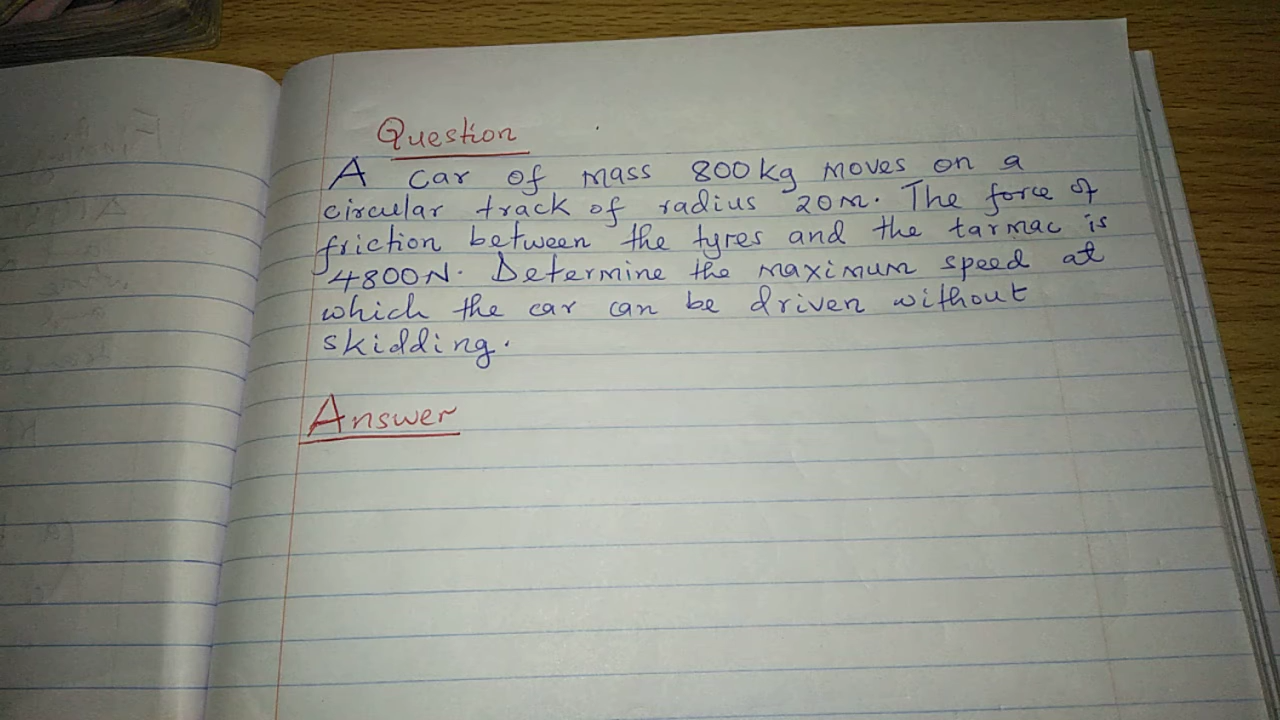 Question
A car of mass 800kg moves on a
circular track of radius 20m. The force of
friction between the tyres and the tarmac is
4800N. Determine the maximum speed at
which the car can be driven without
skidding.
Answer